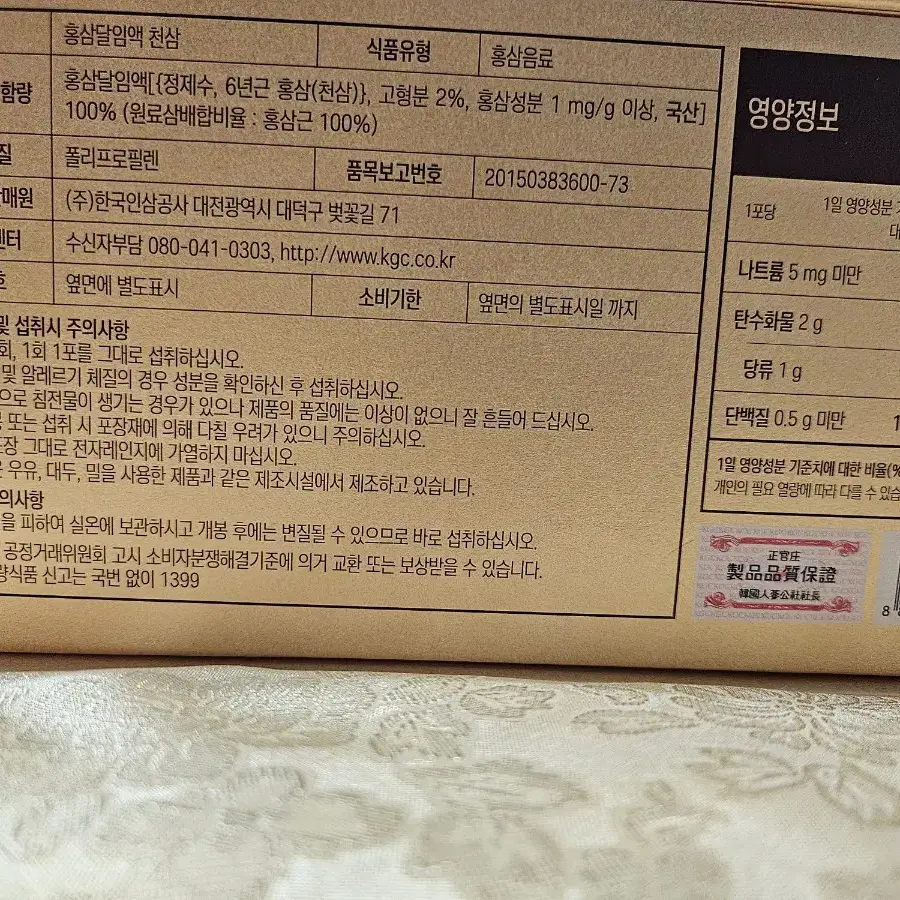 홍삼달임액 천삼 식품유형 홍삼음료
함량 홍삼달임액[{정제수, 6년근 홍삼(천삼)}, 고형분 2%, 홍삼성분 1 mg/g 이상, 국산]
100% (원료삼배합비율 : 홍삼근 100%)
질 폴리프로필렌 품목보고번호 20150383600-73
매원 (주)한국인삼공사 대전광역시 대덕구 벚꽃길 71
센터 수신자부담 080-041-0303, http://www.kgc.co.kr
호 옆면에 별도표시 소비기한 옆면의 별도표시일 까지
및 섭취시 주의사항
회, 1회 1포를 그대로 섭취하십시오.
및 알레르기 체질의 경우 성분을 확인하신 후 섭취하십시오.
으로 침전물이 생기는 경우가 있으나 제품의 품질에는 이상이 없으니 잘 흔들어 드십시오.
또는 섭취 시 포장재에 의해 다칠 우려가 있으니 주의하십시오.
포장 그대로 전자레인지에 가열하지 마십시오.
은 우유, 대두, 밀을 사용한 제품과 같은 제조시설에서 제조하고 있습니다.
의사항
을 피하여 실온에 보관하시고 개봉 후에는 변질될 수 있으므로 바로 섭취하십시오.
공정거래위원회 고시 소비자분쟁해결기준에 의거 교환 또는 보상받을 수 있습니다.
량식품 신고는 국번 없이 1399
영양정보
1포당 1일 영양성분
대
나트륨 5 mg 미만
탄수화물 2 g
당류 1 g
단백질 0.5 g 미만 1
1일 영양성분 기준치에 대한 비율(%
개인의 필요 열량에 따라 다를 수 있습
正官庄
製品品質保證
韓國人蔘公社社長
8